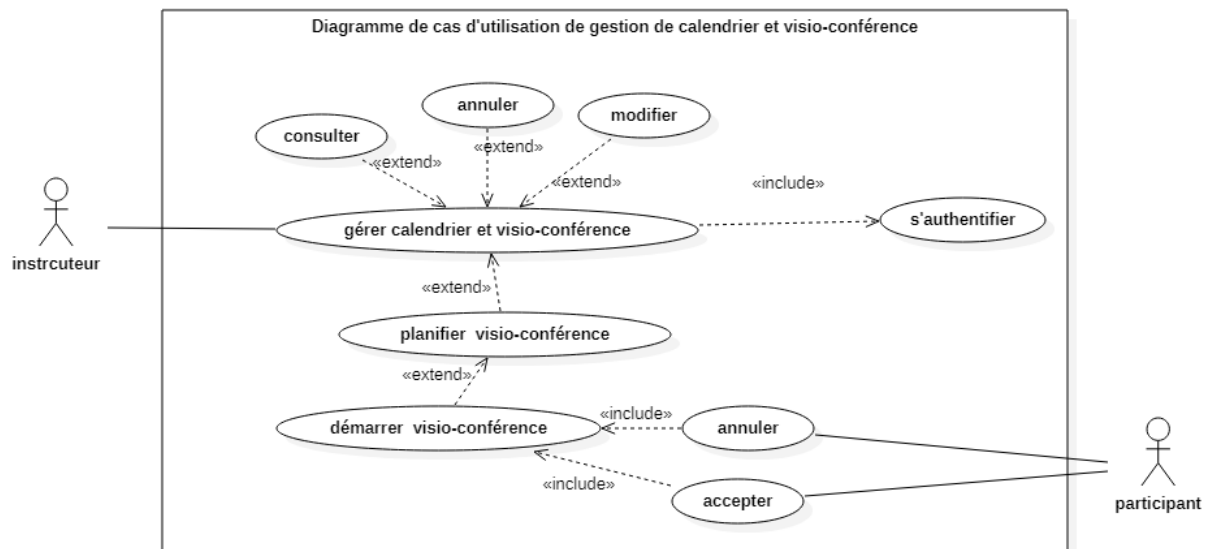 Diagramme de cas d'utilisation de gestion de calendrier et visio-conférence
annuler
modifier
consulter
«extend»
«extend»
«extend»
«include»
s'authentifier
gérer calendrier et visio-conférence
instrcuteur
«extend»
planifier visio-conférence
«extend»
démarrer visio-conférence
«include»
annuler
«include»
accepter
participant